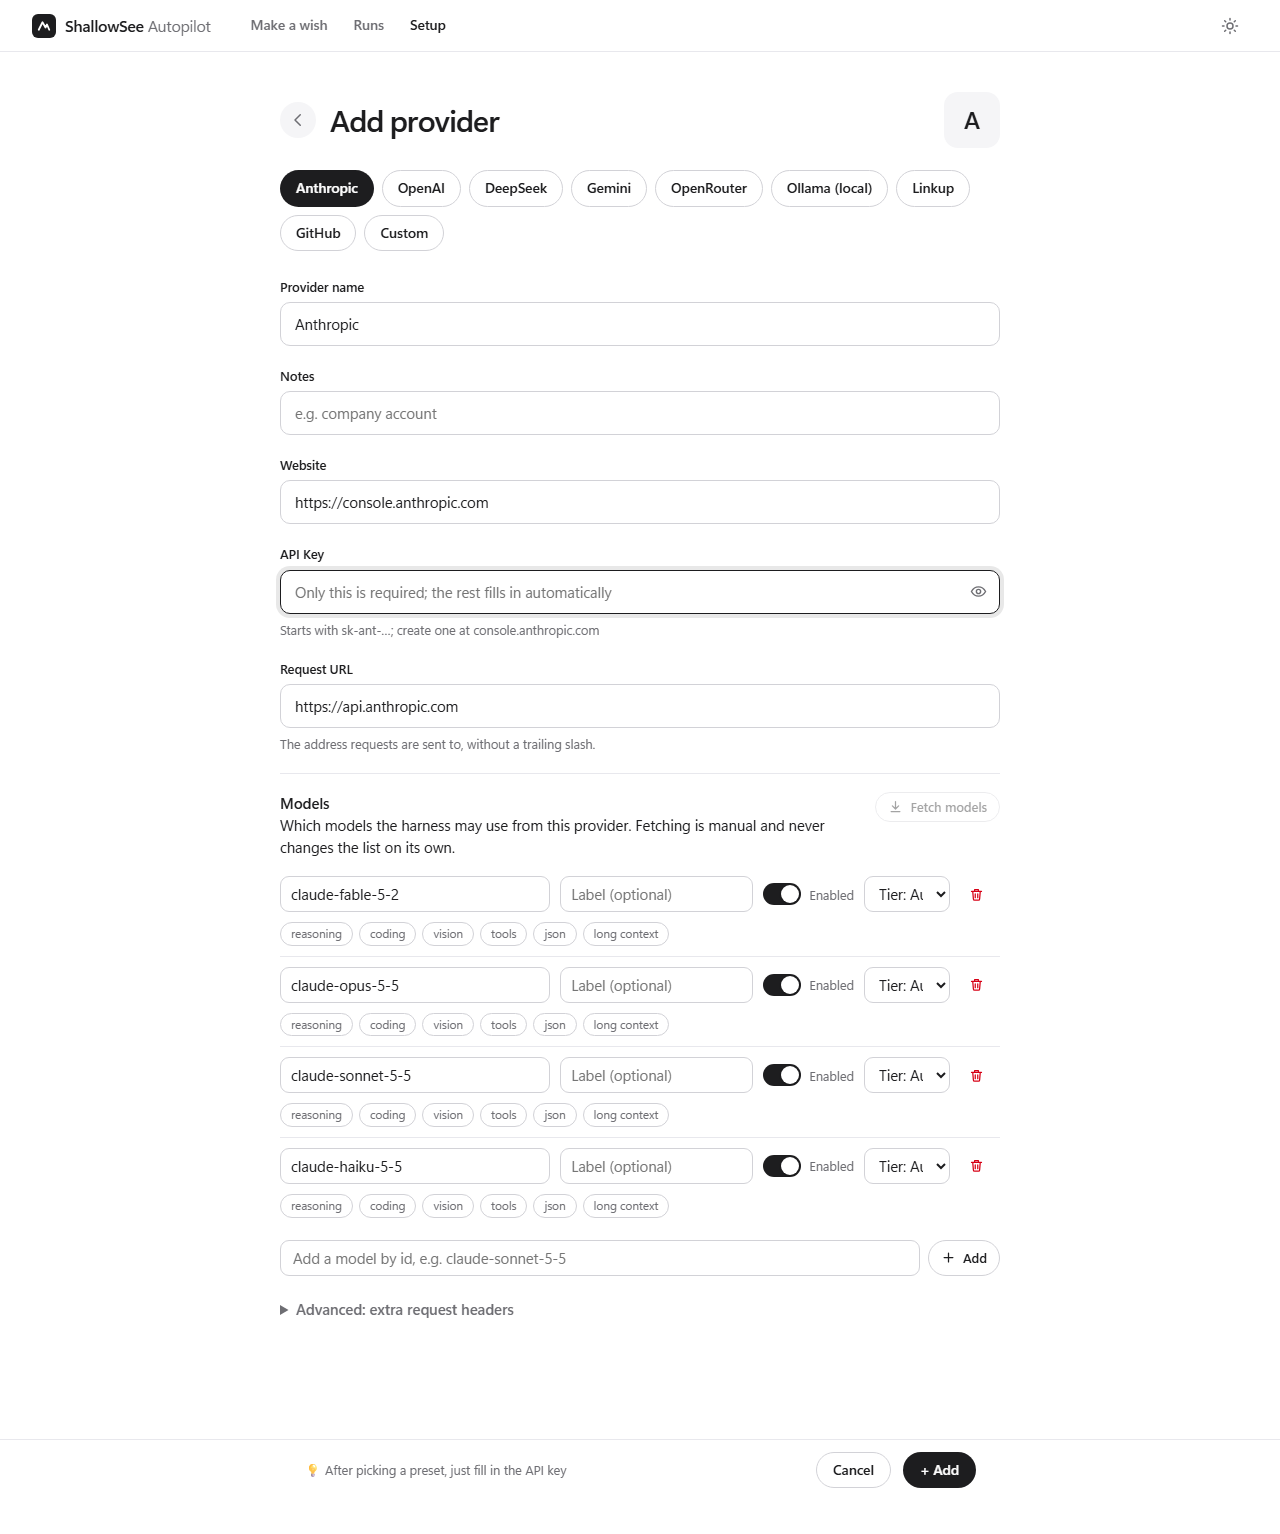 ShallowSee Autopilot
Make a wish
Runs
Setup
Add provider
A
Anthropic
OpenAI
DeepSeek
Gemini
OpenRouter
Ollama (local)
Linkup
GitHub
Custom
Provider name
Anthropic
Notes
e.g. company account
Website
https://console.anthropic.com
API Key
Only this is required; the rest fills in automatically
Starts with sk-ant-...; create one at console.anthropic.com
Request URL
https://api.anthropic.com
The address requests are sent to, without a trailing slash.
Models
Fetch models
Which models the harness may use from this provider. Fetching is manual and never
changes the list on its own.
claude-fable-5-2
Label (optional)
Enabled
Tier: Au
reasoning
coding
vision
tools
json
long context
claude-opus-5-5
Label (optional)
Enabled
Tier: Au
reasoning
coding
vision
tools
json
long context
claude-sonnet-5-5
Label (optional)
Enabled
Tier: Au
reasoning
coding
vision
tools
json
long context
claude-haiku-5-5
Label (optional)
Enabled
Tier: Au
reasoning
coding
vision
tools
json
long context
Add a model by id, e.g. claude-sonnet-5-5
+ Add
Advanced: extra request headers
💡 After picking a preset, just fill in the API key
Cancel
+ Add